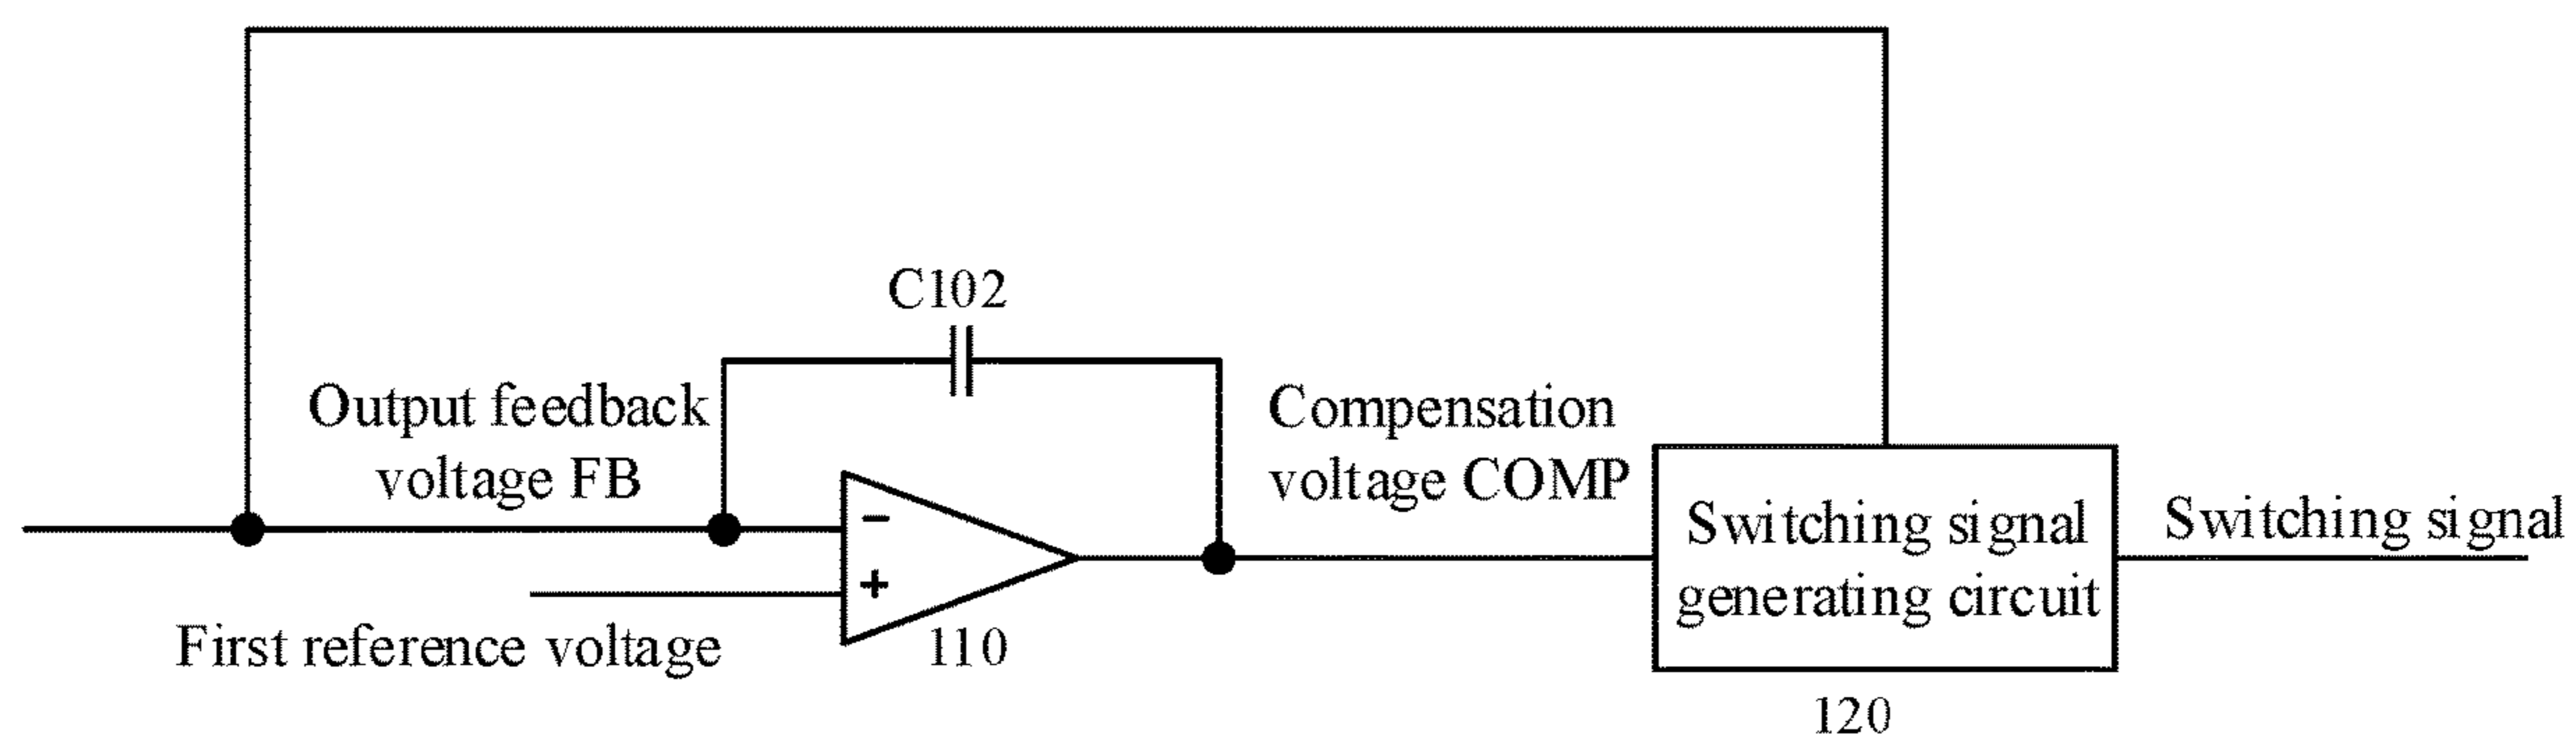 C102
Output feedback
voltage FB
Compensation
voltage COMP
−
+
First reference voltage
110
Switching signal
generating circuit
Switching signal
120